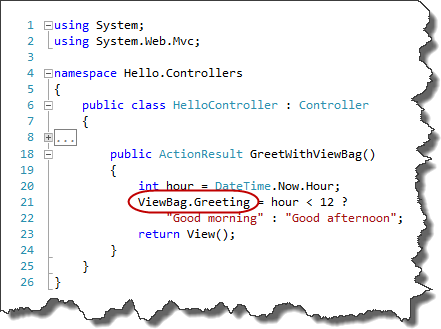 1 using System;
2 using System.Web.Mvc;
3
4 namespace Hello.Controllers
5 {
6 public class HelloController : Controller
7 {
8 ...
18 public ActionResult GreetWithViewBag()
19 {
20 int hour = DateTime.Now.Hour;
21 ViewBag.Greeting = hour < 12 ?
22 "Good morning" : "Good afternoon";
23 return View();
24 }
25 }
26 }